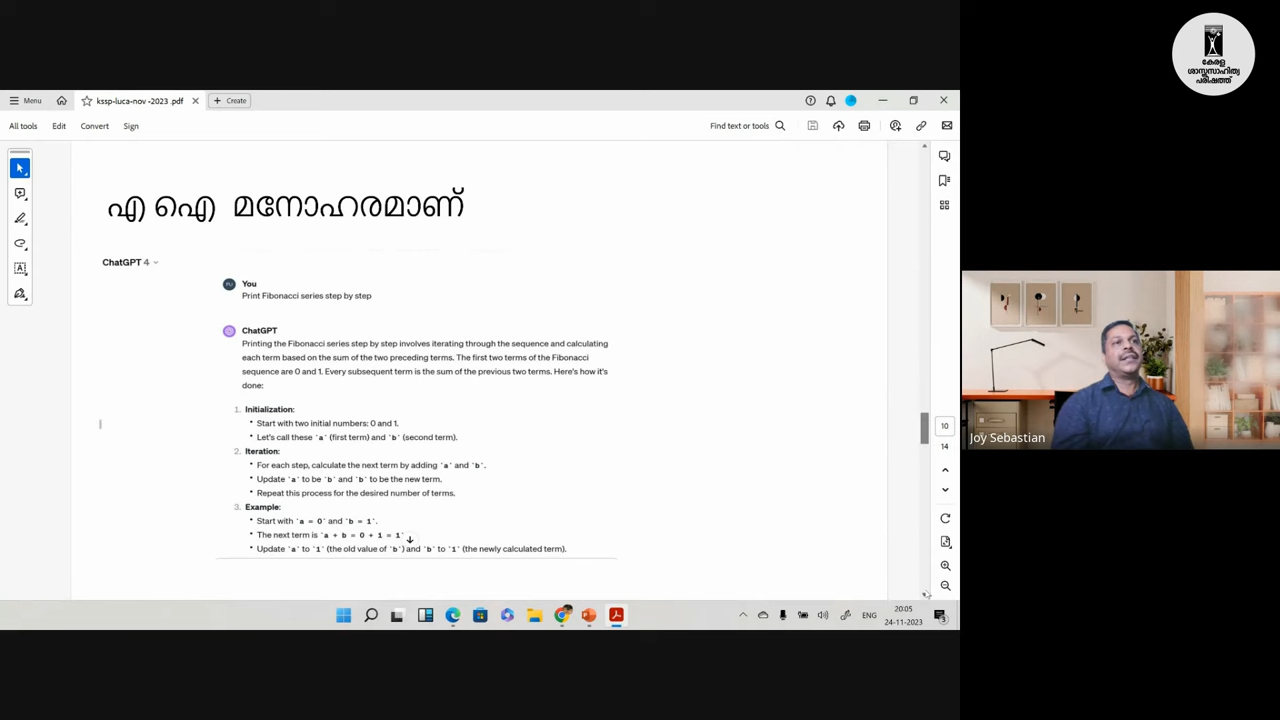 കേരള
ശാസ്ത്രസാഹിത്യ
പരിഷത്ത്
Menu
kssp-luca-nov -2023 .pdf
Create
All tools
Edit
Convert
Sign
Find text or tools
എ ഐ മനോഹരമാണ്
ChatGPT 4
You
Print Fibonacci series step by step
ChatGPT
Printing the Fibonacci series step by step involves iterating through the sequence and calculating
each term based on the sum of the two preceding terms. The first two terms of the Fibonacci
sequence are 0 and 1. Every subsequent term is the sum of the previous two terms. Here's how it's
done:
1. Initialization:
• Start with two initial numbers: 0 and 1.
• Let's call these `a` (first term) and `b` (second term).
2. Iteration:
• For each step, calculate the next term by adding `a` and `b`.
• Update `a` to be `b` and `b` to be the new term.
• Repeat this process for the desired number of terms.
3. Example:
• Start with `a = 0` and `b = 1`.
• The next term is `a + b = 0 + 1 = 1`
• Update `a` to `1` (the old value of `b`) and `b` to `1` (the newly calculated term).
10
14
Joy Sebastian
ENG
20:05
24-11-2023